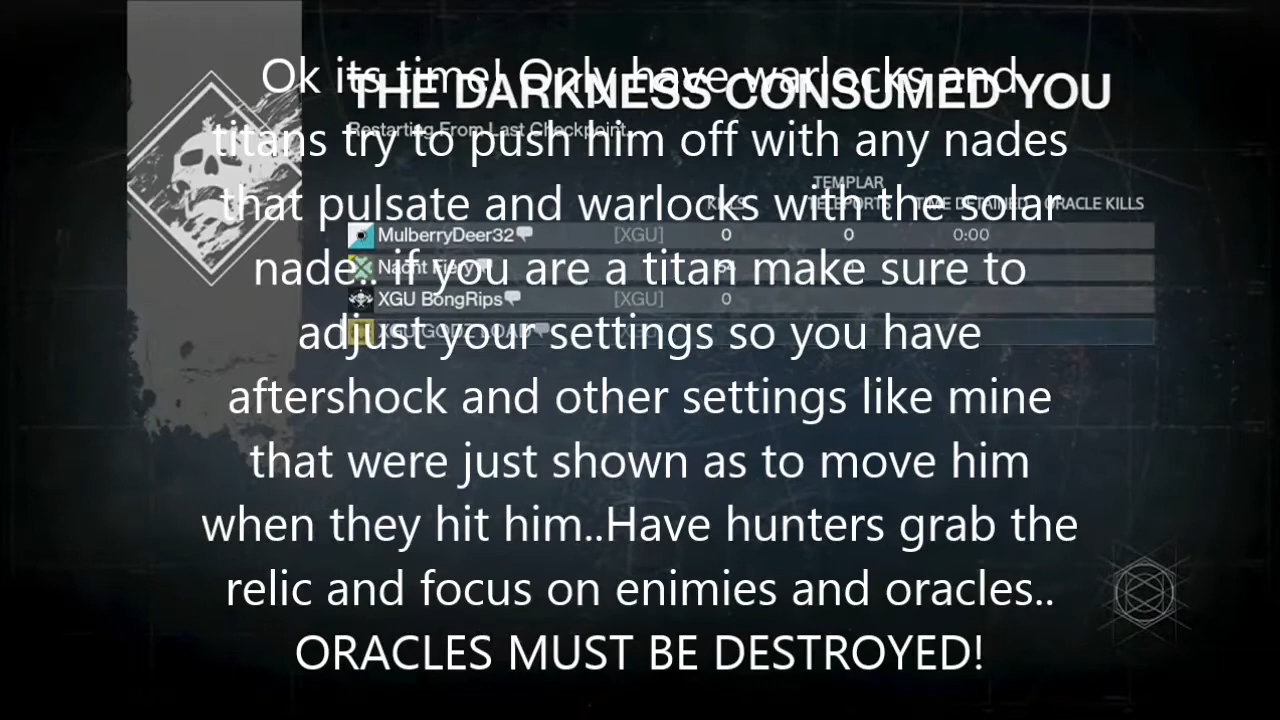 Ok its time! Only have warlocks and
THE DARKNESS CONSUMED YOU
Restarting From Last Checkpoint.
titans try to push him off with any nades
TEMPLAR
that pulsate and warlocks with the solar
KILLS TELEPORTS TIME DETAINED ORACLE KILLS
MulberryDeer32 [XGU] 0 0 0:00
nade.. if you are a titan make sure to
XGU BongRips [XGU] 0
adjust your settings so you have
XGU GODZ LOAD
aftershock and other settings like mine
that were just shown as to move him
when they hit him..Have hunters grab the
relic and focus on enimies and oracles..
ORACLES MUST BE DESTROYED!